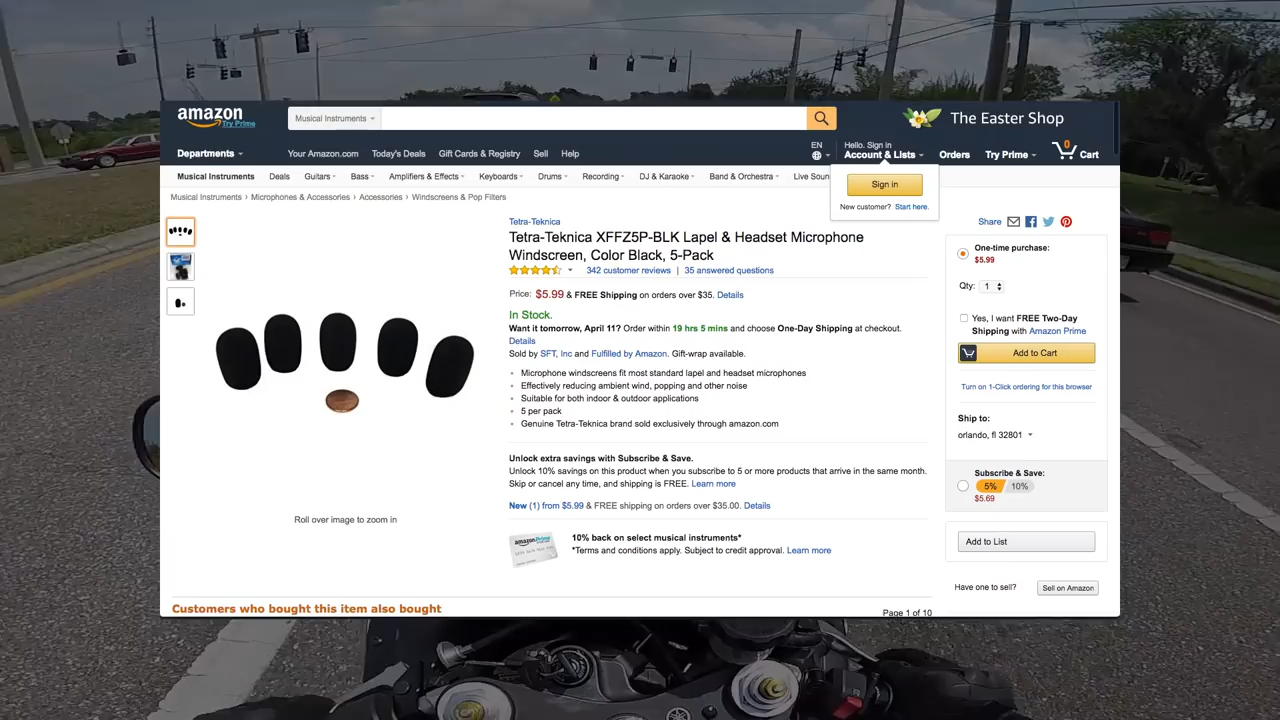 amazon
Try Prime
Musical Instruments
The Easter Shop
Departments
Your Amazon.com
Today's Deals
Gift Cards & Registry
Sell
Help
EN
Hello. Sign in
Account & Lists
Orders
Try Prime
0
Cart
Musical Instruments
Deals
Guitars
Bass
Amplifiers & Effects
Keyboards
Drums
Recording
DJ & Karaoke
Band & Orchestra
Live Soun
Sign in
New customer? Start here.
Musical Instruments › Microphones & Accessories › Accessories › Windscreens & Pop Filters
Tetra-Teknica
Tetra-Teknica XFFZ5P-BLK Lapel & Headset Microphone
Windscreen, Color Black, 5-Pack
342 customer reviews | 35 answered questions
Price: $5.99 & FREE Shipping on orders over $35. Details
In Stock.
Want it tomorrow, April 11? Order within 19 hrs 5 mins and choose One-Day Shipping at checkout.
Details
Sold by SFT, Inc and Fulfilled by Amazon. Gift-wrap available.
Microphone windscreens fit most standard lapel and headset microphones
Effectively reducing ambient wind, popping and other noise
Suitable for both indoor & outdoor applications
5 per pack
Genuine Tetra-Teknica brand sold exclusively through amazon.com
Unlock extra savings with Subscribe & Save.
Unlock 10% savings on this product when you subscribe to 5 or more products that arrive in the same month.
Skip or cancel any time, and shipping is FREE. Learn more
New (1) from $5.99 & FREE shipping on orders over $35.00. Details
amazonPrime
10% back on select musical instruments*
*Terms and conditions apply. Subject to credit approval. Learn more
Roll over image to zoom in
Share
One-time purchase:
$5.99
Qty: 1
Yes, I want FREE Two-Day
Shipping with Amazon Prime
Add to Cart
Turn on 1-Click ordering for this browser
Ship to:
orlando, fl 32801
Subscribe & Save:
5% 10%
$5.69
Add to List
Have one to sell?
Sell on Amazon
Customers who bought this item also bought
Page 1 of 10